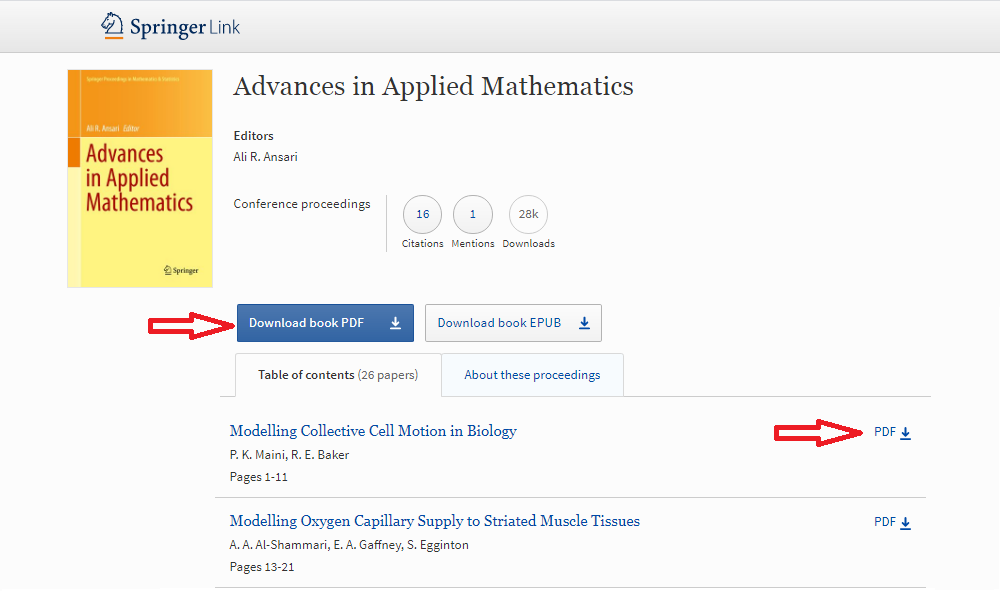 Springer Link
Springer Proceedings in Mathematics & Statistics
Ali R. Ansari Editor
Advances
in Applied
Mathematics
Springer
Advances in Applied Mathematics
Editors
Ali R. Ansari
Conference proceedings
16
Citations
1
Mentions
28k
Downloads
Download book PDF
Download book EPUB
Table of contents (26 papers)
About these proceedings
Modelling Collective Cell Motion in Biology
PDF
P. K. Maini, R. E. Baker
Pages 1-11
Modelling Oxygen Capillary Supply to Striated Muscle Tissues
PDF
A. A. Al-Shammari, E. A. Gaffney, S. Egginton
Pages 13-21